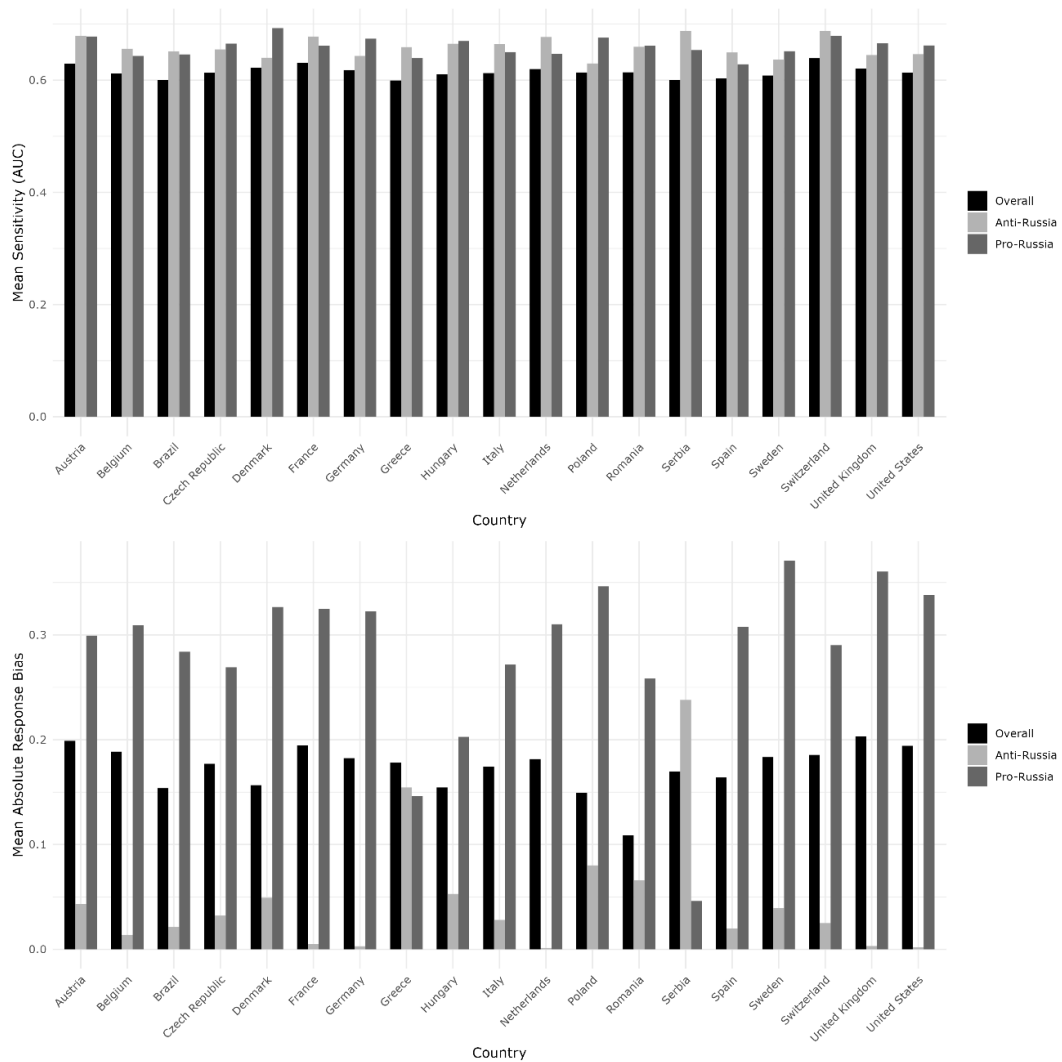 Mean Sensitivity (AUC)
0.6
0.4
0.2
0.0
Austria
Belgium
Brazil
Czech Republic
Denmark
France
Germany
Greece
Hungary
Italy
Netherlands
Poland
Romania
Serbia
Spain
Sweden
Switzerland
United Kingdom
United States
Country
Overall
Anti-Russia
Pro-Russia
Mean Absolute Response Bias
0.3
0.2
0.1
0.0
Austria
Belgium
Brazil
Czech Republic
Denmark
France
Germany
Greece
Hungary
Italy
Netherlands
Poland
Romania
Serbia
Spain
Sweden
Switzerland
United Kingdom
United States
Country
Overall
Anti-Russia
Pro-Russia